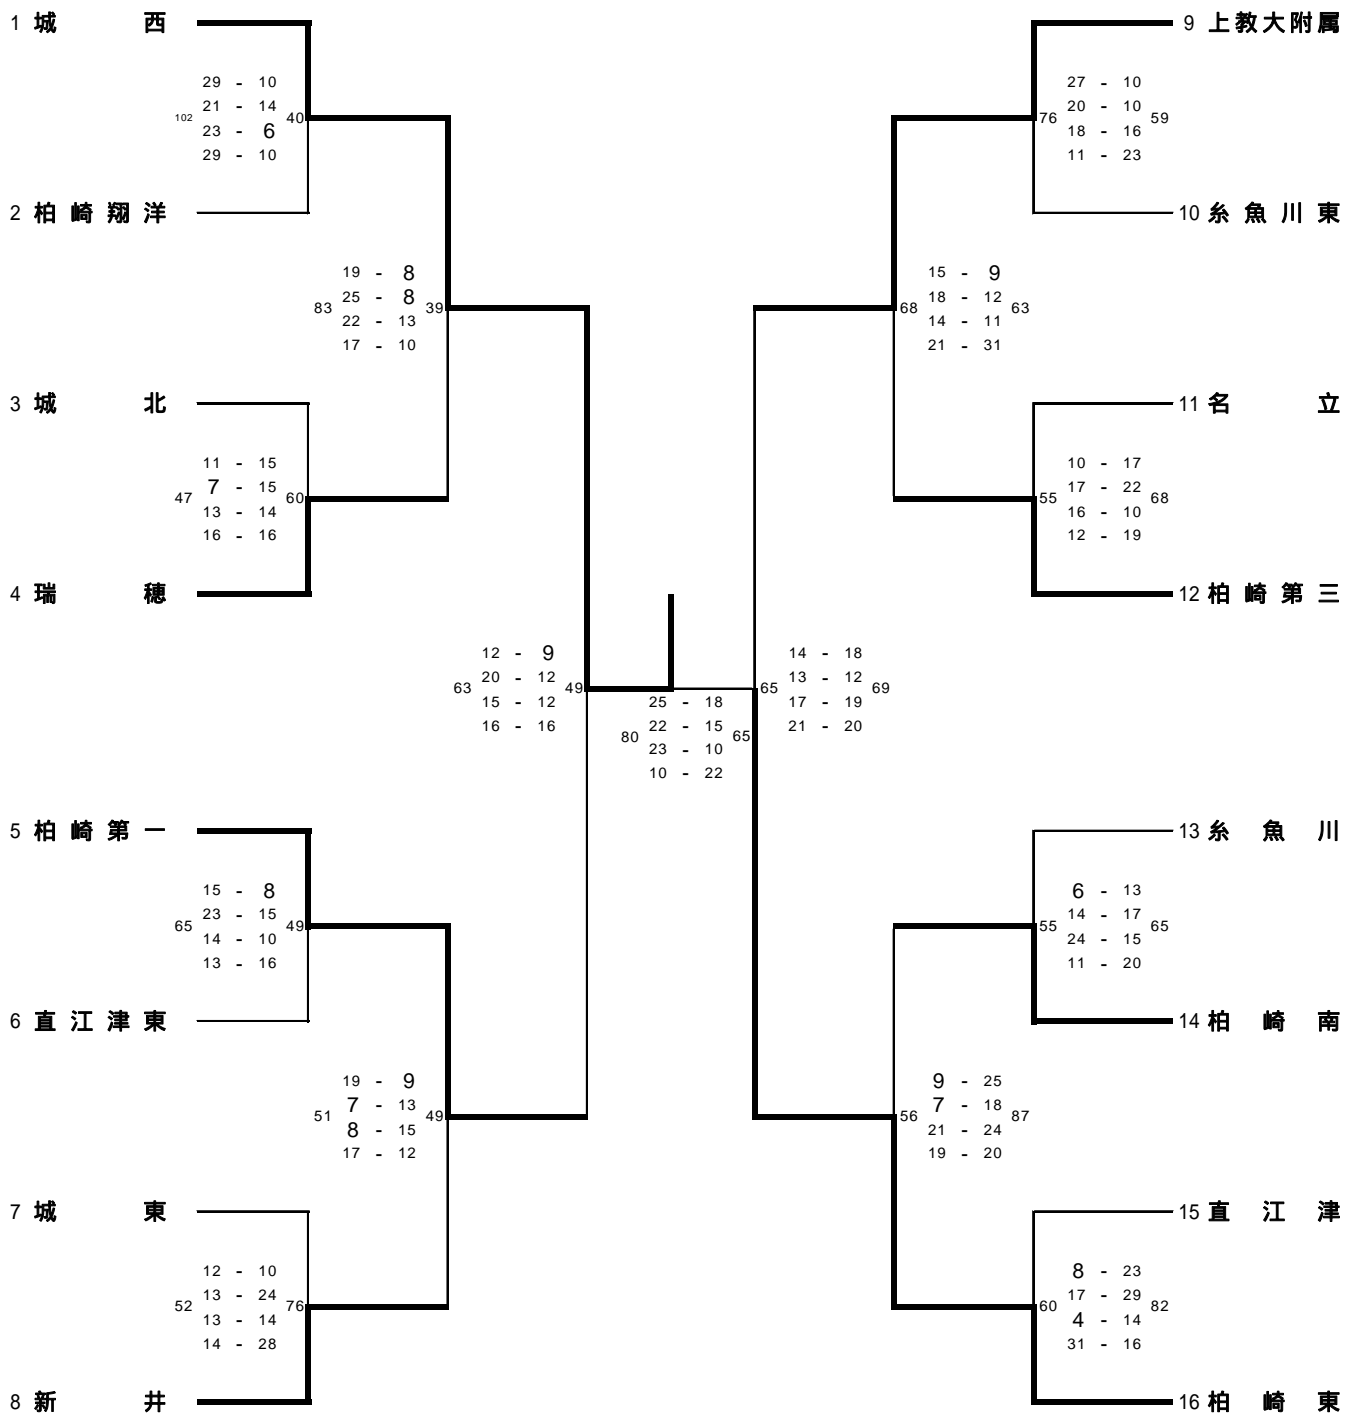 1 城 西
29 - 10
21 - 14
102 40
23 - 6
29 - 10
2 柏崎翔洋
19 - 8
25 - 8
83 39
22 - 13
17 - 10
3 城 北
11 - 15
7 - 15
47 60
13 - 14
16 - 16
4 瑞 穂
12 - 9
20 - 12
63 49
15 - 12
16 - 16
5 柏崎第一
15 - 8
23 - 15
65 49
14 - 10
13 - 16
6 直江津東
19 - 9
7 - 13
51 49
8 - 15
17 - 12
7 城 東
12 - 10
13 - 24
52 76
13 - 14
14 - 28
8 新 井
25 - 18
22 - 15
80 65
23 - 10
10 - 22
9 上教大附属
27 - 10
20 - 10
76 59
18 - 16
11 - 23
10 糸魚川東
15 - 9
18 - 12
68 63
14 - 11
21 - 31
11 名 立
10 - 17
17 - 22
55 68
16 - 10
12 - 19
12 柏崎第三
14 - 18
13 - 12
65 69
17 - 19
21 - 20
13 糸魚川
6 - 13
14 - 17
55 65
24 - 15
11 - 20
14 柏崎南
9 - 25
7 - 18
56 87
21 - 24
19 - 20
15 直江津
8 - 23
17 - 29
60 82
4 - 14
31 - 16
16 柏崎東